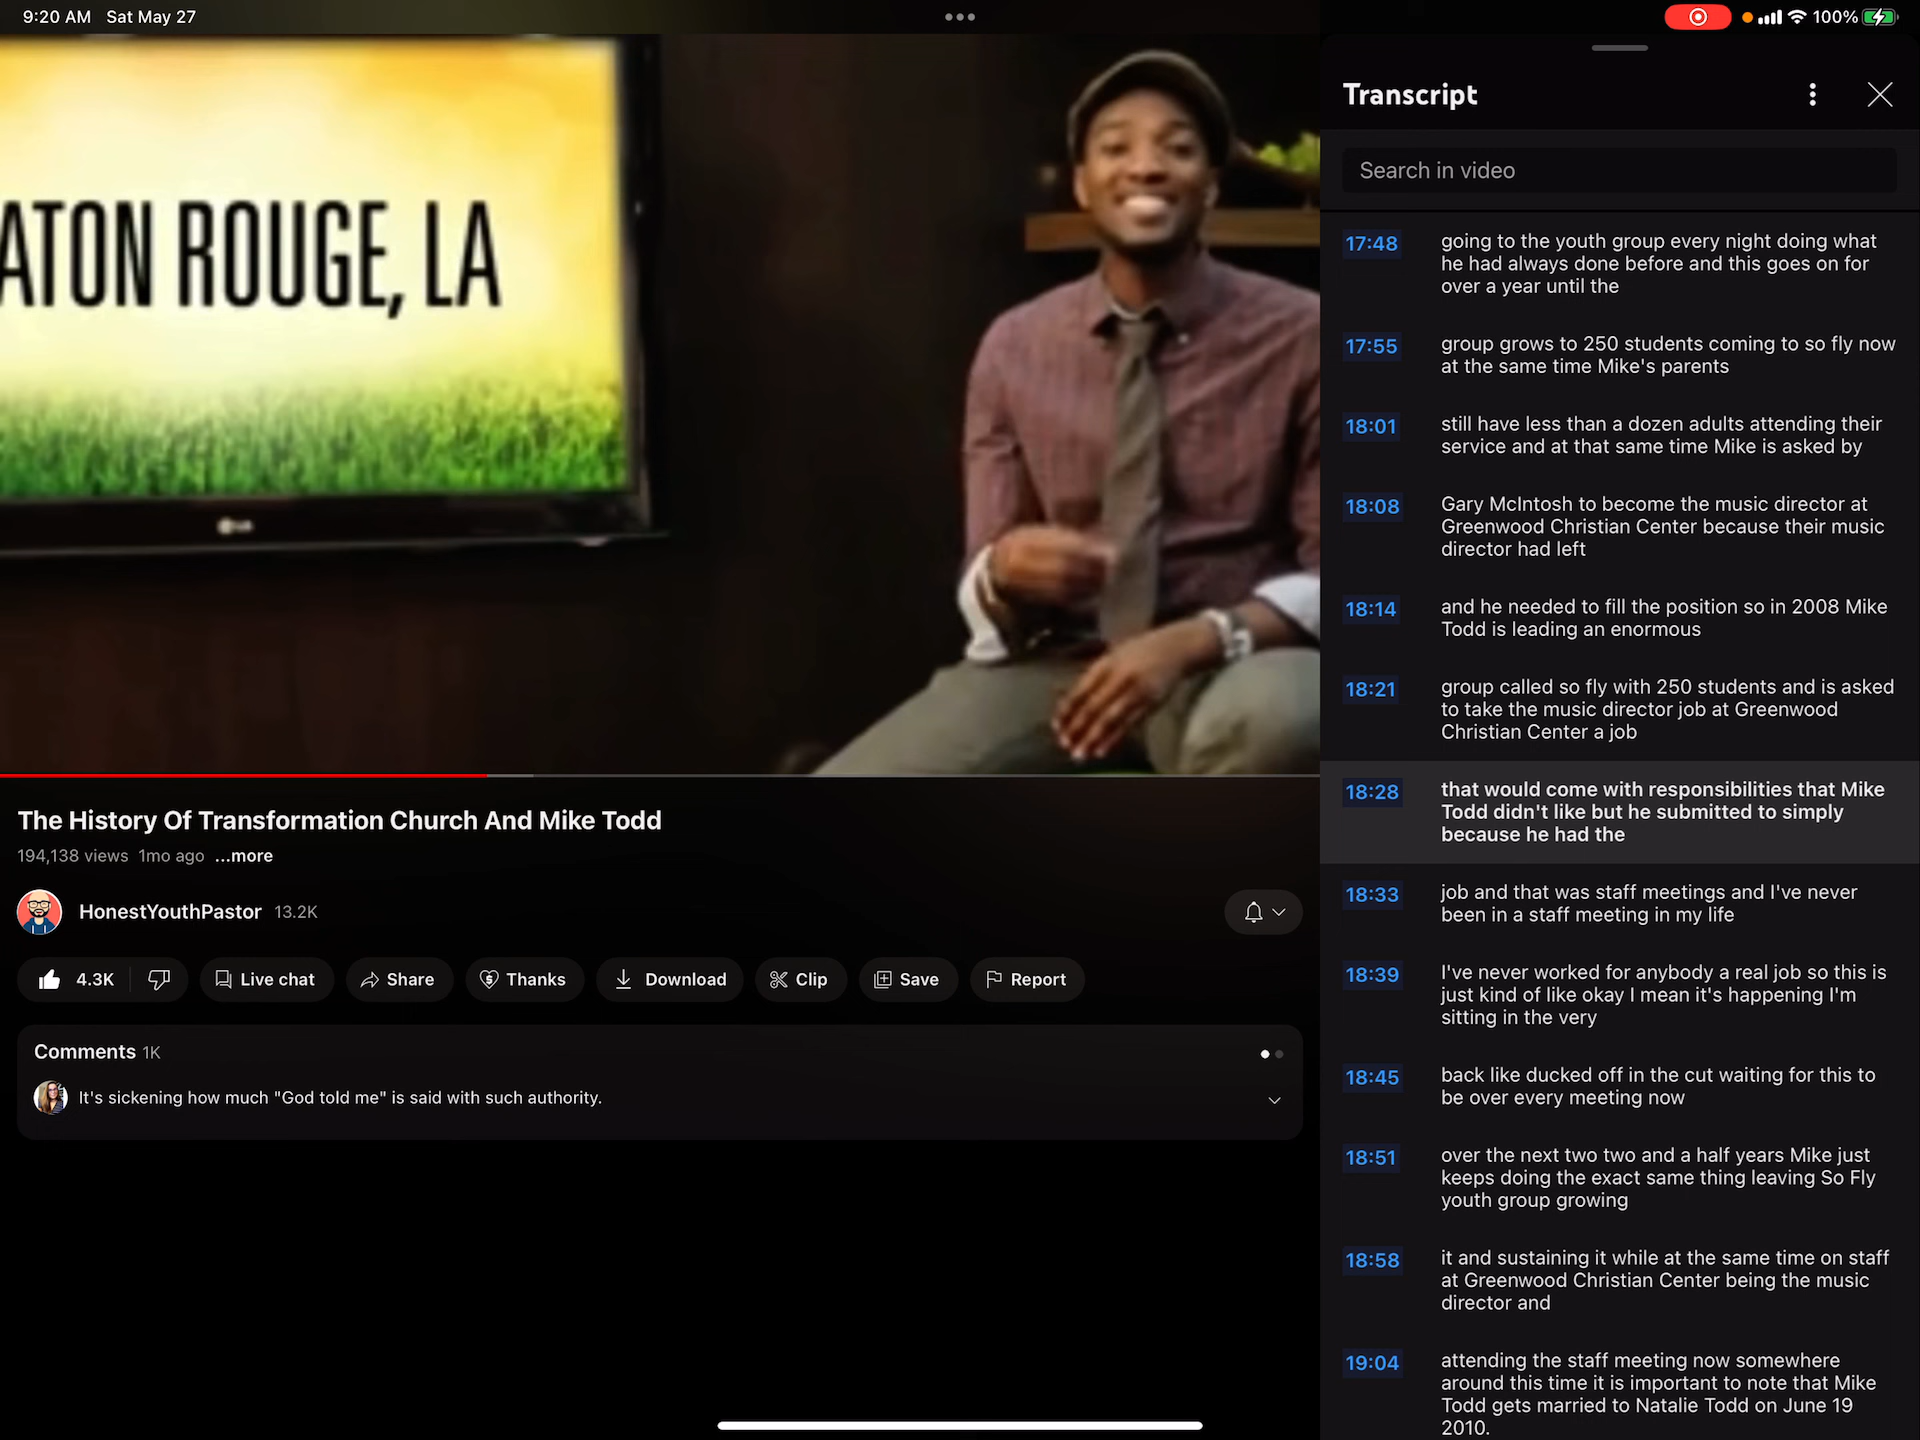 9:20 AM Sat May 27
100%
ATON ROUGE, LA
LG
The History Of Transformation Church And Mike Todd
194,138 views 1mo ago ...more
HonestYouthPastor 13.2K
4.3K
Live chat
Share
Thanks
Download
Clip
Save
Report
Comments 1K
It's sickening how much "God told me" is said with such authority.
Transcript
Search in video
17:48 going to the youth group every night doing what
he had always done before and this goes on for
over a year until the
17:55 group grows to 250 students coming to so fly now
at the same time Mike's parents
18:01 still have less than a dozen adults attending their
service and at that same time Mike is asked by
18:08 Gary McIntosh to become the music director at
Greenwood Christian Center because their music
director had left
18:14 and he needed to fill the position so in 2008 Mike
Todd is leading an enormous
18:21 group called so fly with 250 students and is asked
to take the music director job at Greenwood
Christian Center a job
18:28 that would come with responsibilities that Mike
Todd didn't like but he submitted to simply
because he had the
18:33 job and that was staff meetings and I've never
been in a staff meeting in my life
18:39 I've never worked for anybody a real job so this is
just kind of like okay I mean it's happening I'm
sitting in the very
18:45 back like ducked off in the cut waiting for this to
be over every meeting now
18:51 over the next two two and a half years Mike just
keeps doing the exact same thing leaving So Fly
youth group growing
18:58 it and sustaining it while at the same time on staff
at Greenwood Christian Center being the music
director and
19:04 attending the staff meeting now somewhere
around this time it is important to note that Mike
Todd gets married to Natalie Todd on June 19
2010.